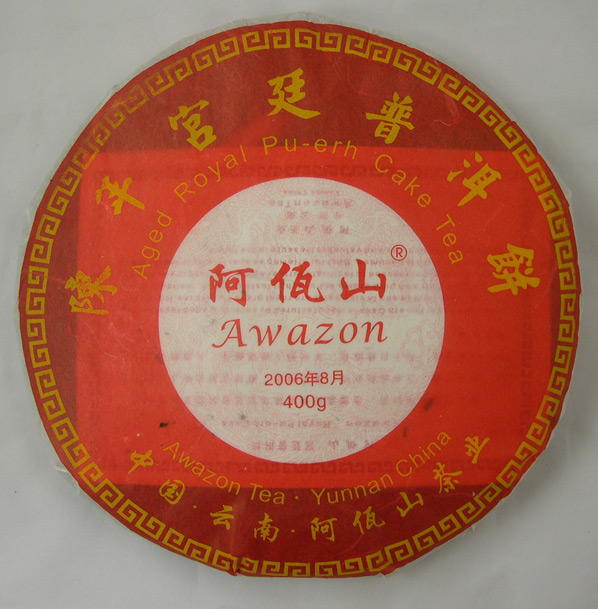 陳年宮廷普洱餅
Aged Royal Pu-erh Cake Tea
阿佤山®
Awazon
2006年8月
400g
Awazon Tea · Yunnan China
中国·云南·阿佤山茶业